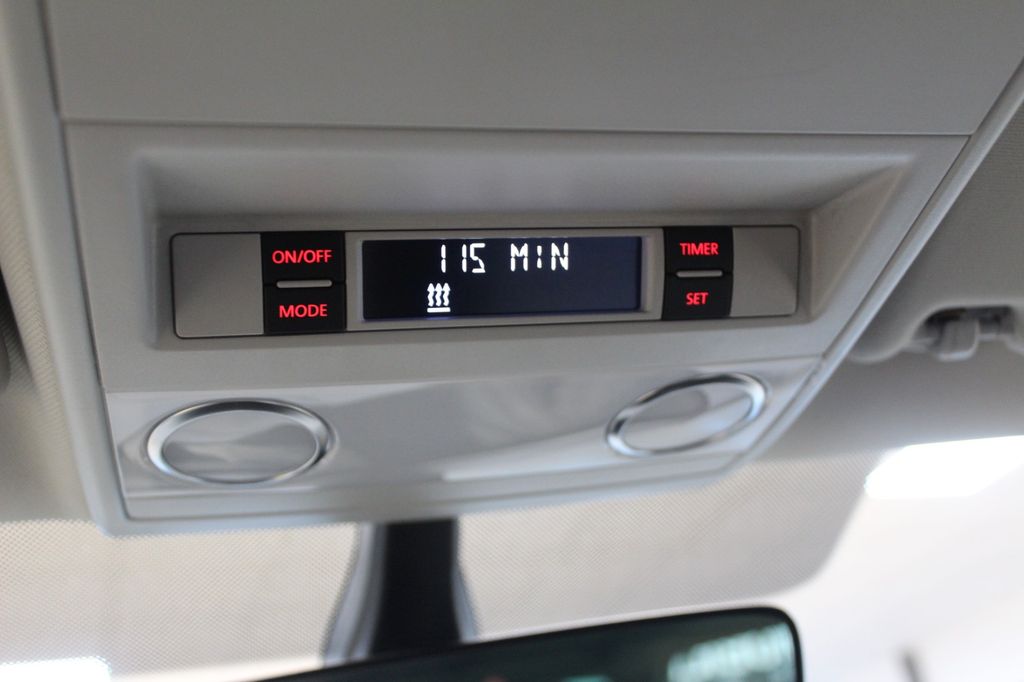 ON/OFF
MODE
115 MIN
TIMER
SET